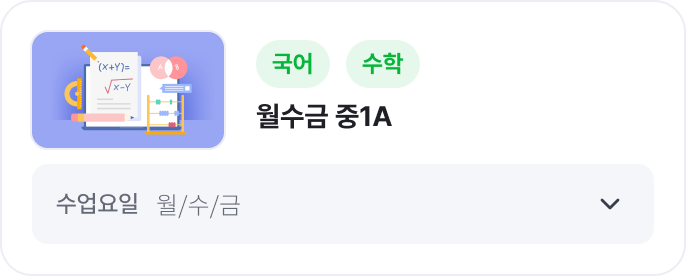 (x+Y)=
√x-Y
A B
국어 수학
월수금 중1A
수업요일 월/수/금